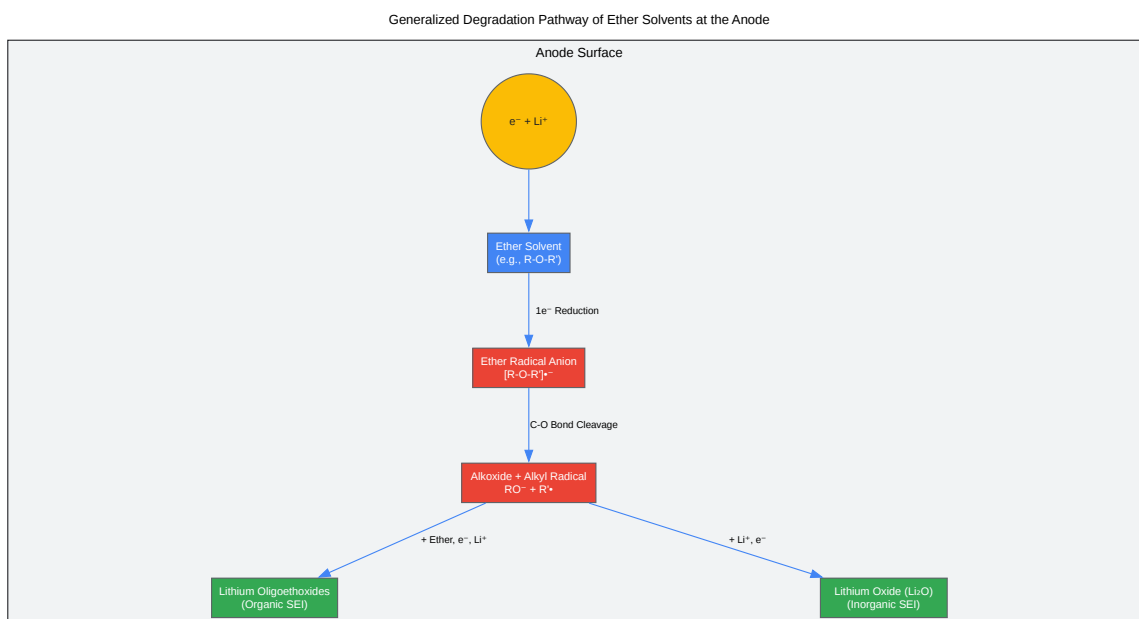 Generalized Degradation Pathway of Ether Solvents at the Anode
Anode Surface
e⁻ + Li⁺
Ether Solvent
(e.g., R-O-R')
1e⁻ Reduction
Ether Radical Anion
[R-O-R']•⁻
C-O Bond Cleavage
Alkoxide + Alkyl Radical
RO⁻ + R'•
+ Ether, e⁻, Li⁺
+ Li⁺, e⁻
Lithium Oligoethoxides
(Organic SEI)
Lithium Oxide (Li₂O)
(Inorganic SEI)